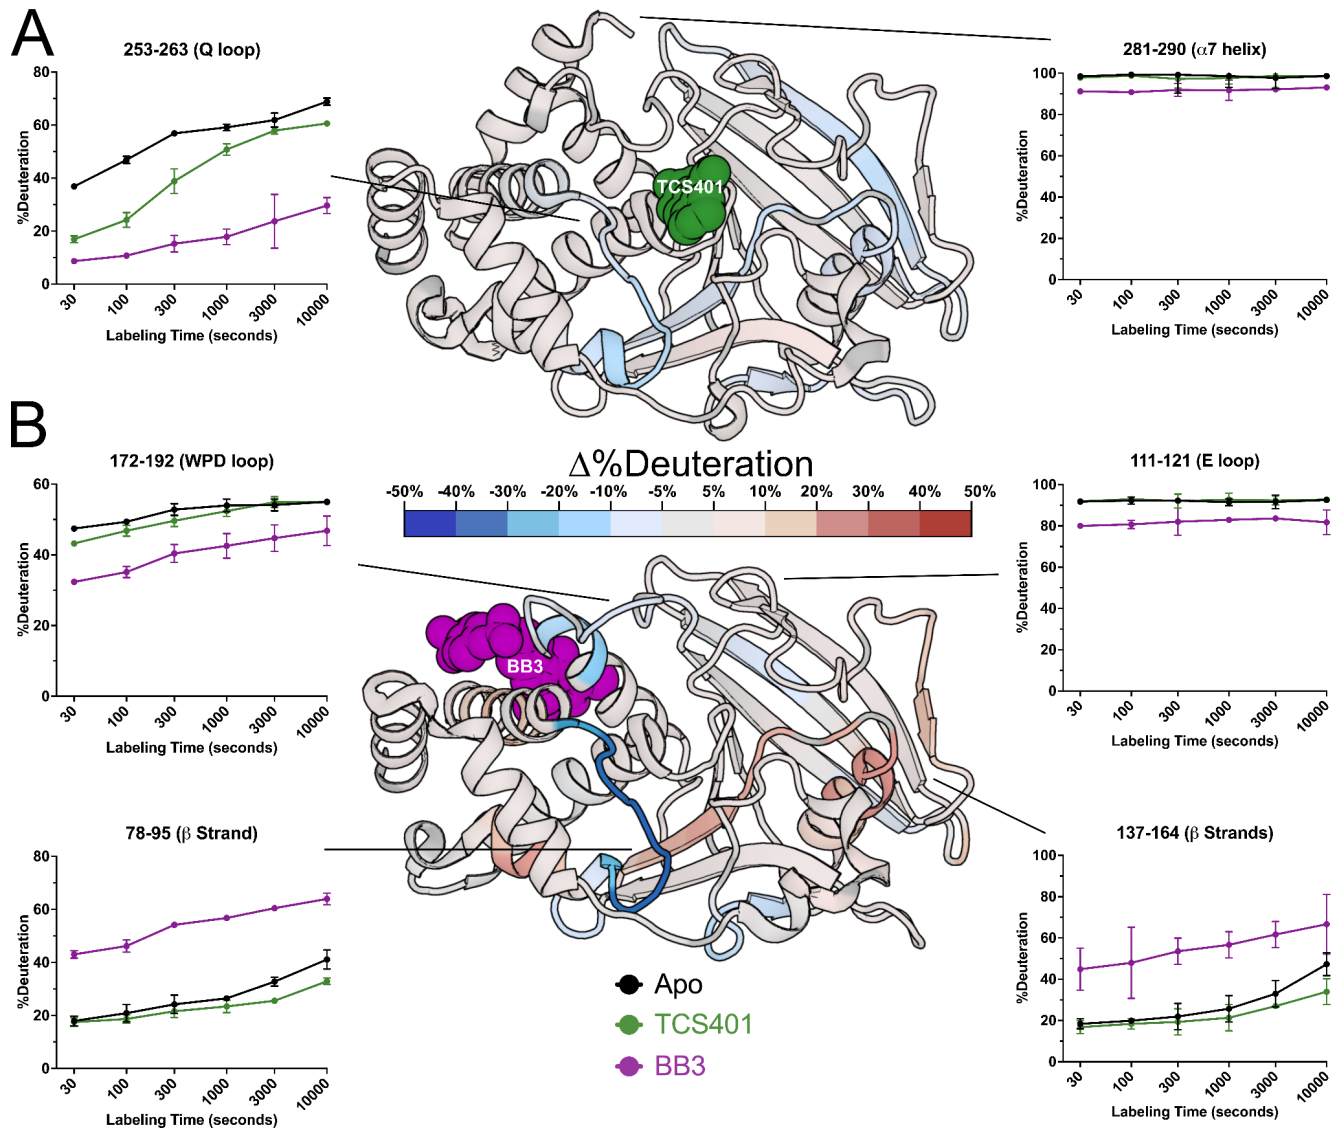 A
253-263 (Q loop)
80
60
40
20
0
%Deuteration
30
100
300
1000
3000
10000
Labeling Time (seconds)
TCS401
281-290 (α7 helix)
100
80
60
40
20
0
%Deuteration
30
100
300
1000
3000
10000
Labeling Time (seconds)
B
172-192 (WPD loop)
60
40
20
0
%Deuteration
30
100
300
1000
3000
10000
Labeling Time (seconds)
Δ%Deuteration
-50% -40% -30% -20% -10% -5% 5% 10% 20% 30% 40% 50%
BB3
111-121 (E loop)
100
80
60
40
20
0
%Deuteration
30
100
300
1000
3000
10000
Labeling Time (seconds)
78-95 (β Strand)
80
60
40
20
0
%Deuteration
30
100
300
1000
3000
10000
Labeling Time (seconds)
Apo
TCS401
BB3
137-164 (β Strands)
100
80
60
40
20
0
%Deuteration
30
100
300
1000
3000
10000
Labeling Time (seconds)